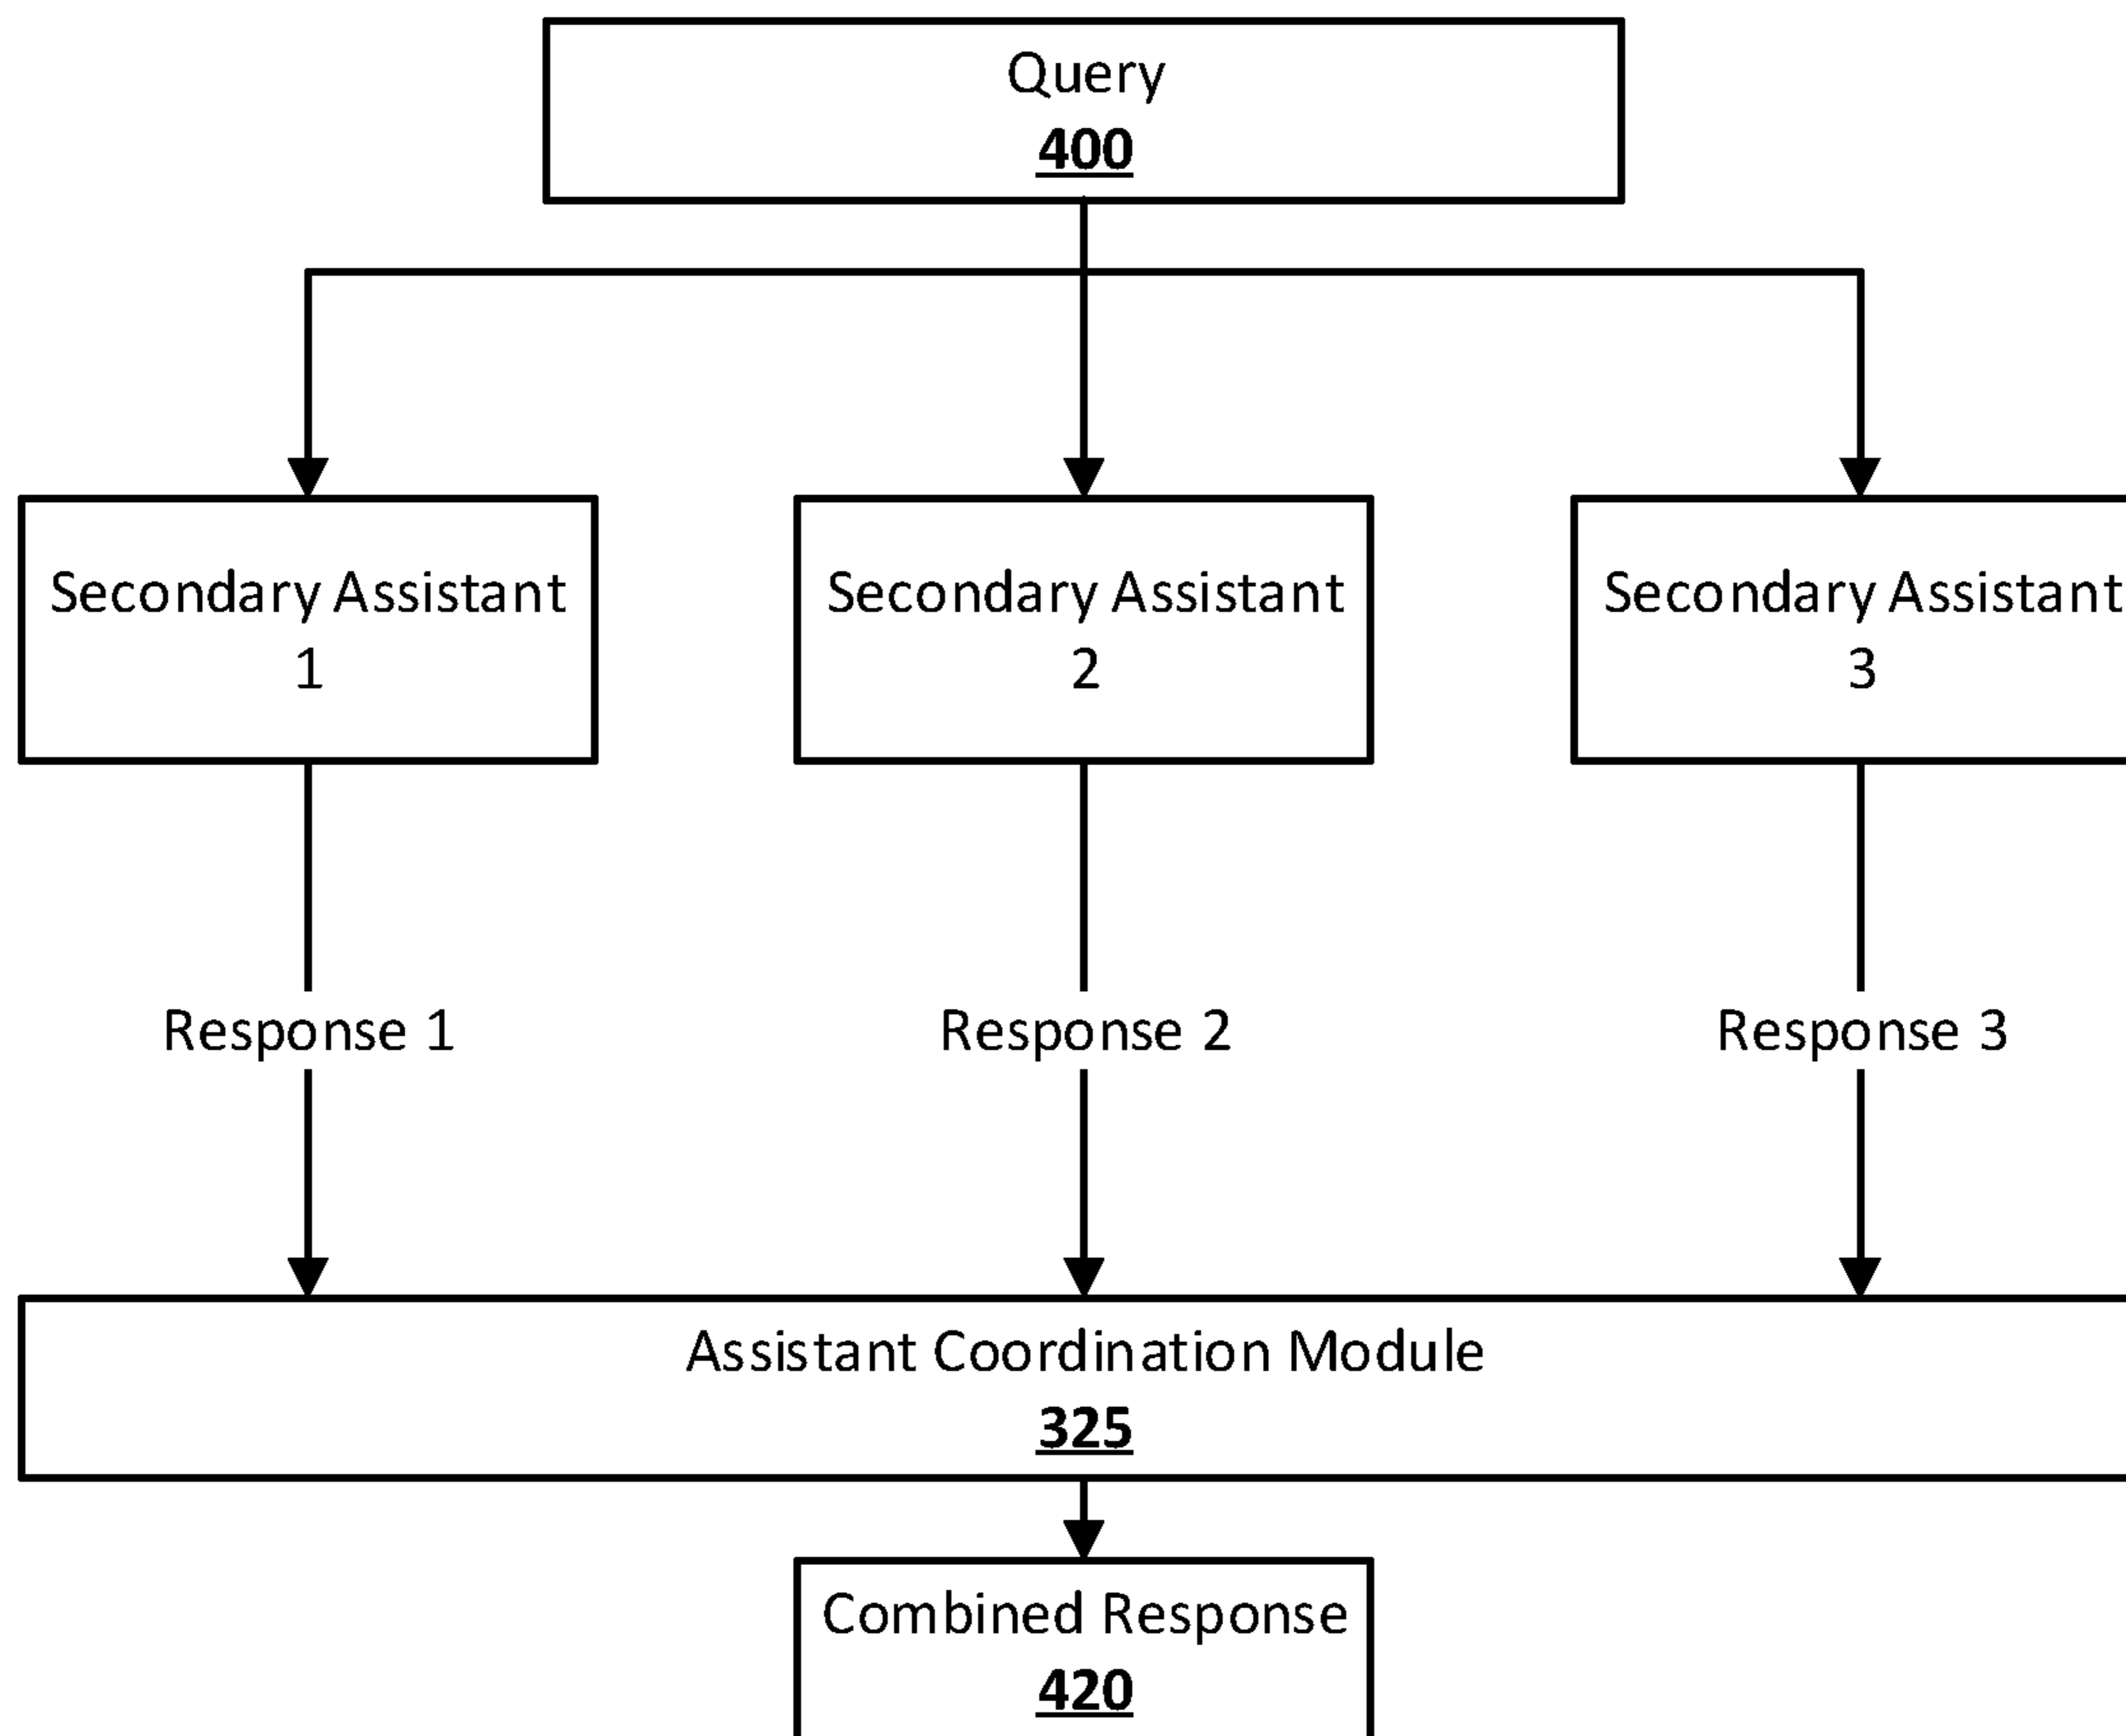 Query
400
Secondary Assistant
1
Secondary Assistant
2
Secondary Assistant
3
Response 1
Response 2
Response 3
Assistant Coordination Module
325
Combined Response
420